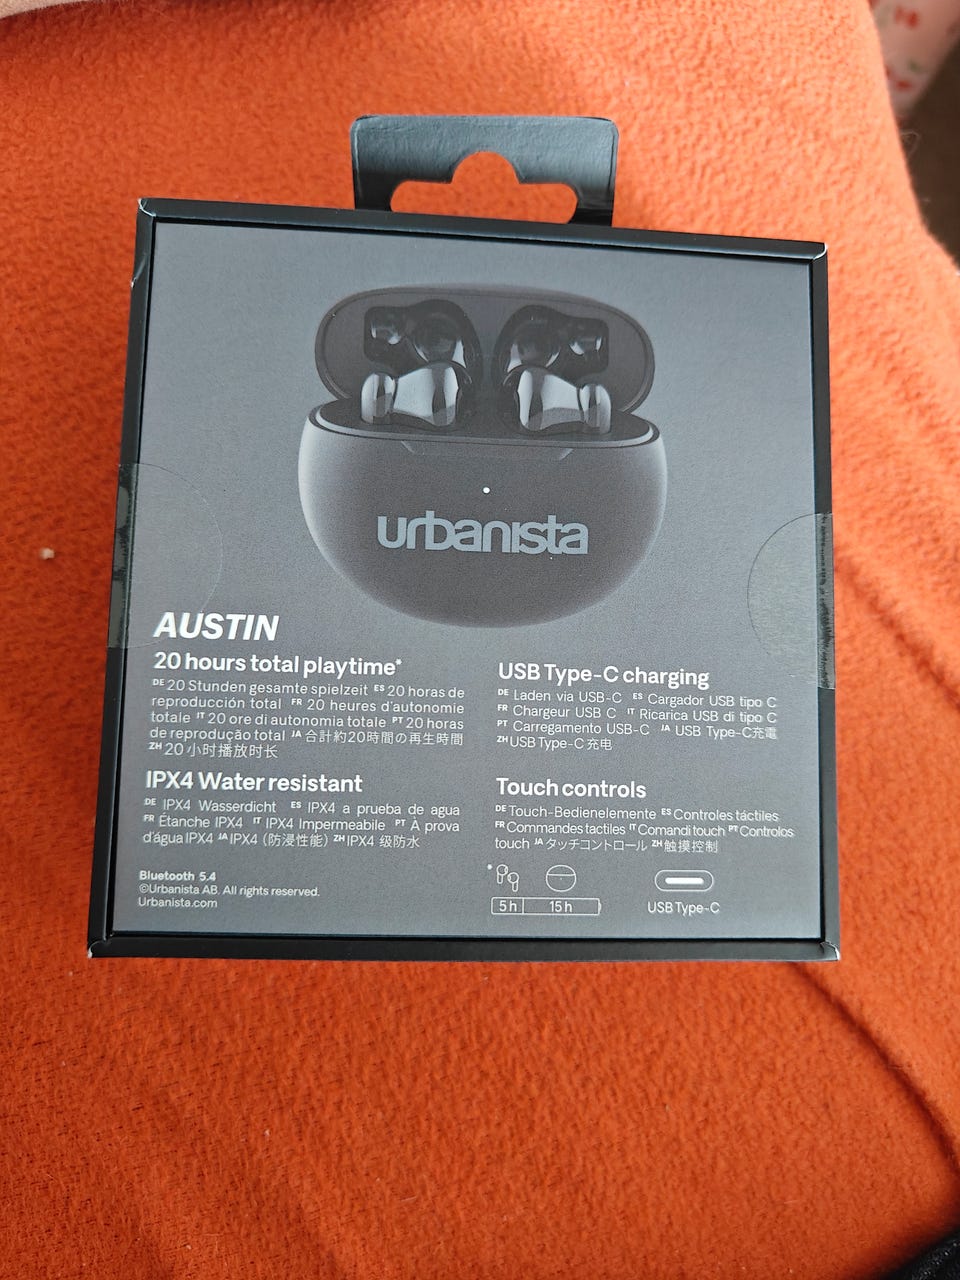 urbanista
AUSTIN
20 hours total playtime*
DE 20 Stunden gesamte spielzeit ES 20 horas de
reproducción total FR 20 heures d'autonomie
totale IT 20 ore di autonomia totale PT 20 horas
de reprodução total JA 合計約20時間の再生時間
ZH 20 小时播放时长
IPX4 Water resistant
DE IPX4 Wasserdicht ES IPX4 a prueba de agua
FR Étanche IPX4 IT IPX4 Impermeabile PT À prova
d'água IPX4 JA IPX4 (防浸性能) ZH IPX4 级防水
Bluetooth 5.4
©Urbanista AB. All rights reserved.
Urbanista.com
USB Type-C charging
DE Laden via USB-C ES Cargador USB tipo C
FR Chargeur USB C IT Ricarica USB di tipo C
PT Carregamento USB-C JA USB Type-C充電
ZH USB Type-C 充电
Touch controls
DE Touch-Bedienelemente ES Controles táctiles
FR Commandes tactiles IT Comandi touch PT Controlos
touch JA タッチコントロール ZH 触摸控制
*
5 h 15 h
USB Type-C